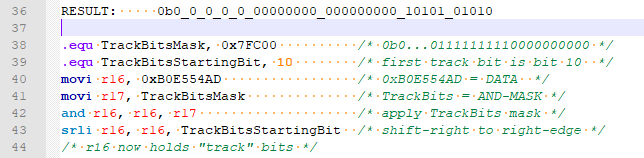 36 RESULT: 0b0_0_0_0_0_00000000_000000000_10101_01010
37
38 .equ TrackBitsMask, 0x7FC00 /* 0b0...01111111110000000000 */
39 .equ TrackBitsStartingBit, 10 /* first track bit is bit 10 */
40 movi r16, 0xB0E554AD /* 0xB0E554AD = DATA */
41 movi r17, TrackBitsMask /* TrackBits = AND-MASK */
42 and r16, r16, r17 /* apply TrackBits mask */
43 srli r16, r16, TrackBitsStartingBit /* shift-right to right-edge */
44 /* r16 now holds "track" bits */